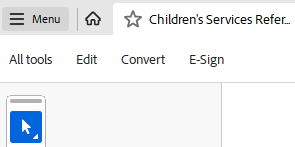 Menu
Children's Services Refer...
All tools Edit Convert E-Sign